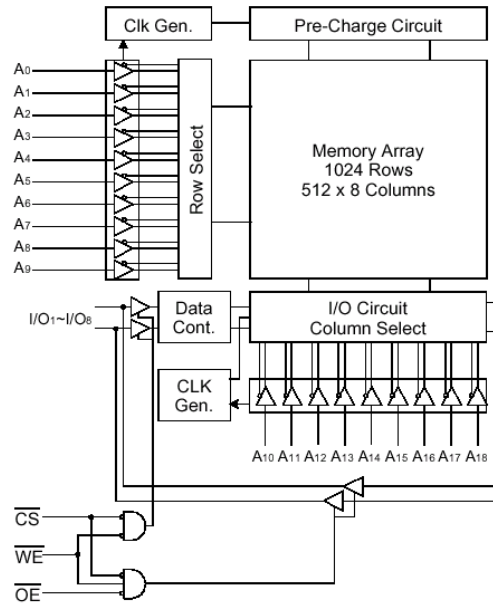 Clk Gen.
Pre-Charge Circuit
A0
A1
A2
A3
A4
A5
A6
A7
A8
A9
Row Select
Memory Array
1024 Rows
512 x 8 Columns
I/O1~I/O8
Data
Cont.
I/O Circuit
Column Select
CLK
Gen.
A10 A11 A12 A13 A14 A15 A16 A17 A18
CS
WE
OE